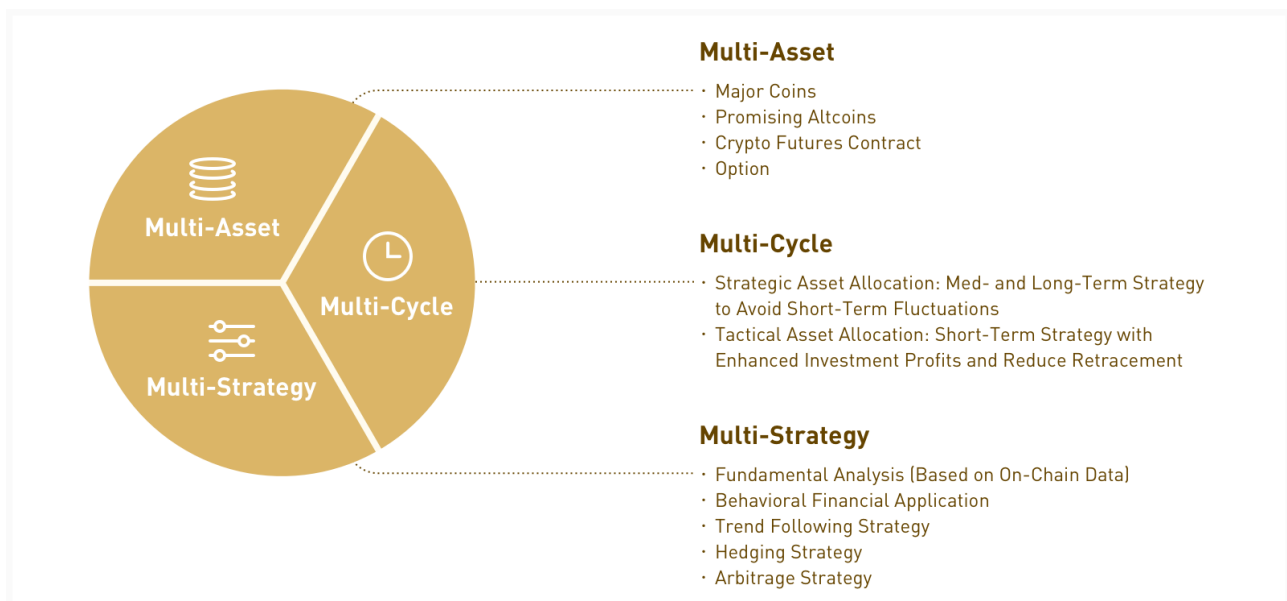 Multi-Asset
Multi-Cycle
Multi-Strategy
Multi-Asset
· Major Coins
· Promising Altcoins
· Crypto Futures Contract
· Option
Multi-Cycle
· Strategic Asset Allocation: Med- and Long-Term Strategy
to Avoid Short-Term Fluctuations
· Tactical Asset Allocation: Short-Term Strategy with
Enhanced Investment Profits and Reduce Retracement
Multi-Strategy
· Fundamental Analysis (Based on On-Chain Data)
· Behavioral Financial Application
· Trend Following Strategy
· Hedging Strategy
· Arbitrage Strategy